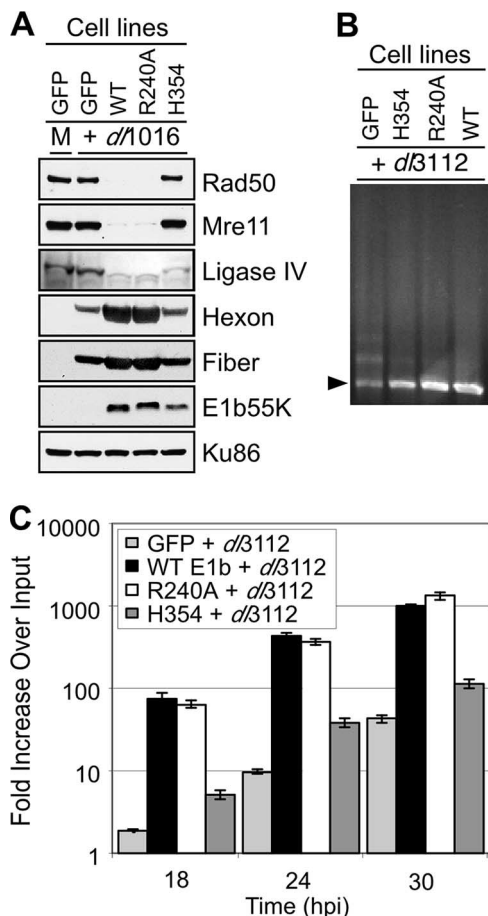 A
Cell lines
GFP
GFP
WT
R240A
H354
M + dl1016
Rad50
Mre11
Ligase IV
Hexon
Fiber
E1b55K
Ku86
B
Cell lines
GFP
H354
R240A
WT
+ dl3112
C
Fold Increase Over Input
10000
1000
100
10
1
GFP + dl3112
WT E1b + dl3112
R240A + dl3112
H354 + dl3112
18 24 30
Time (hpi)